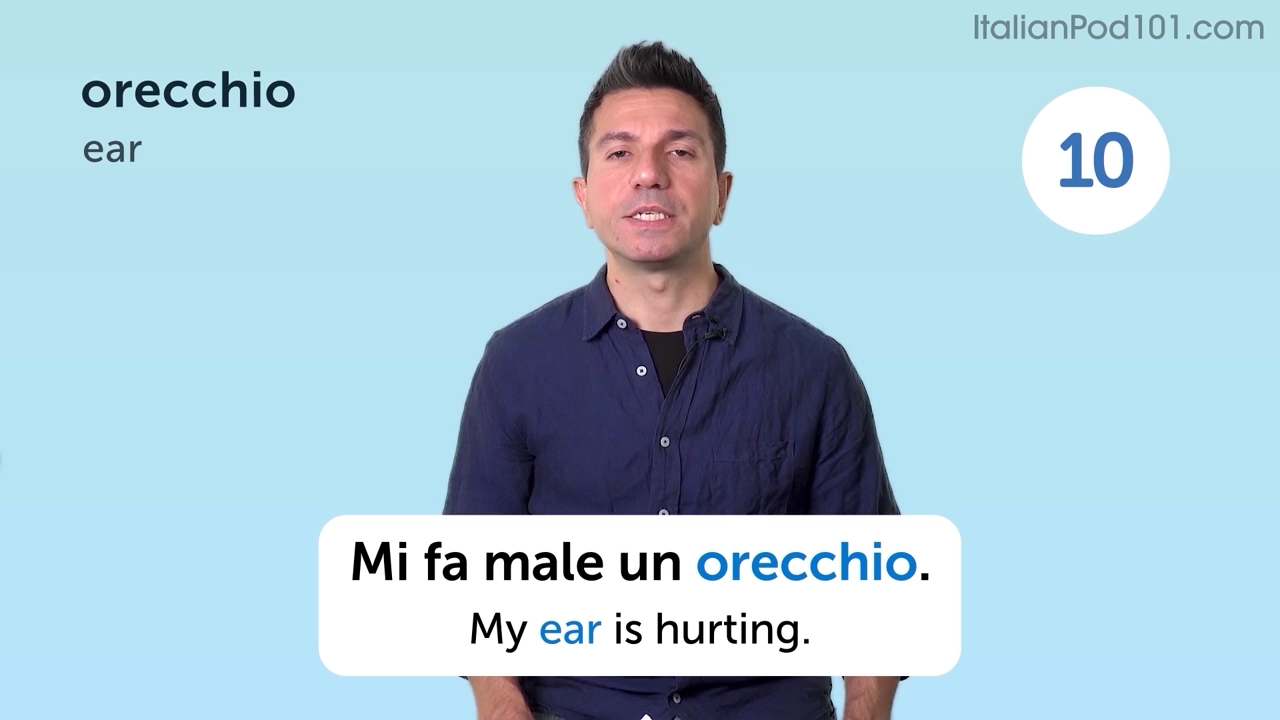 ItalianPod101.com
orecchio
ear
10
Mi fa male un orecchio.
My ear is hurting.